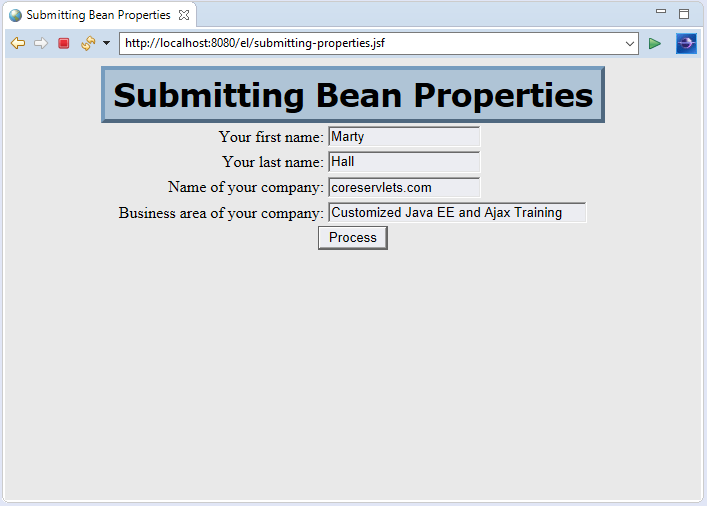 Submitting Bean Properties
http://localhost:8080/el/submitting-properties.jsf
Submitting Bean Properties
Your first name: Marty
Your last name: Hall
Name of your company: coreservlets.com
Business area of your company: Customized Java EE and Ajax Training
Process